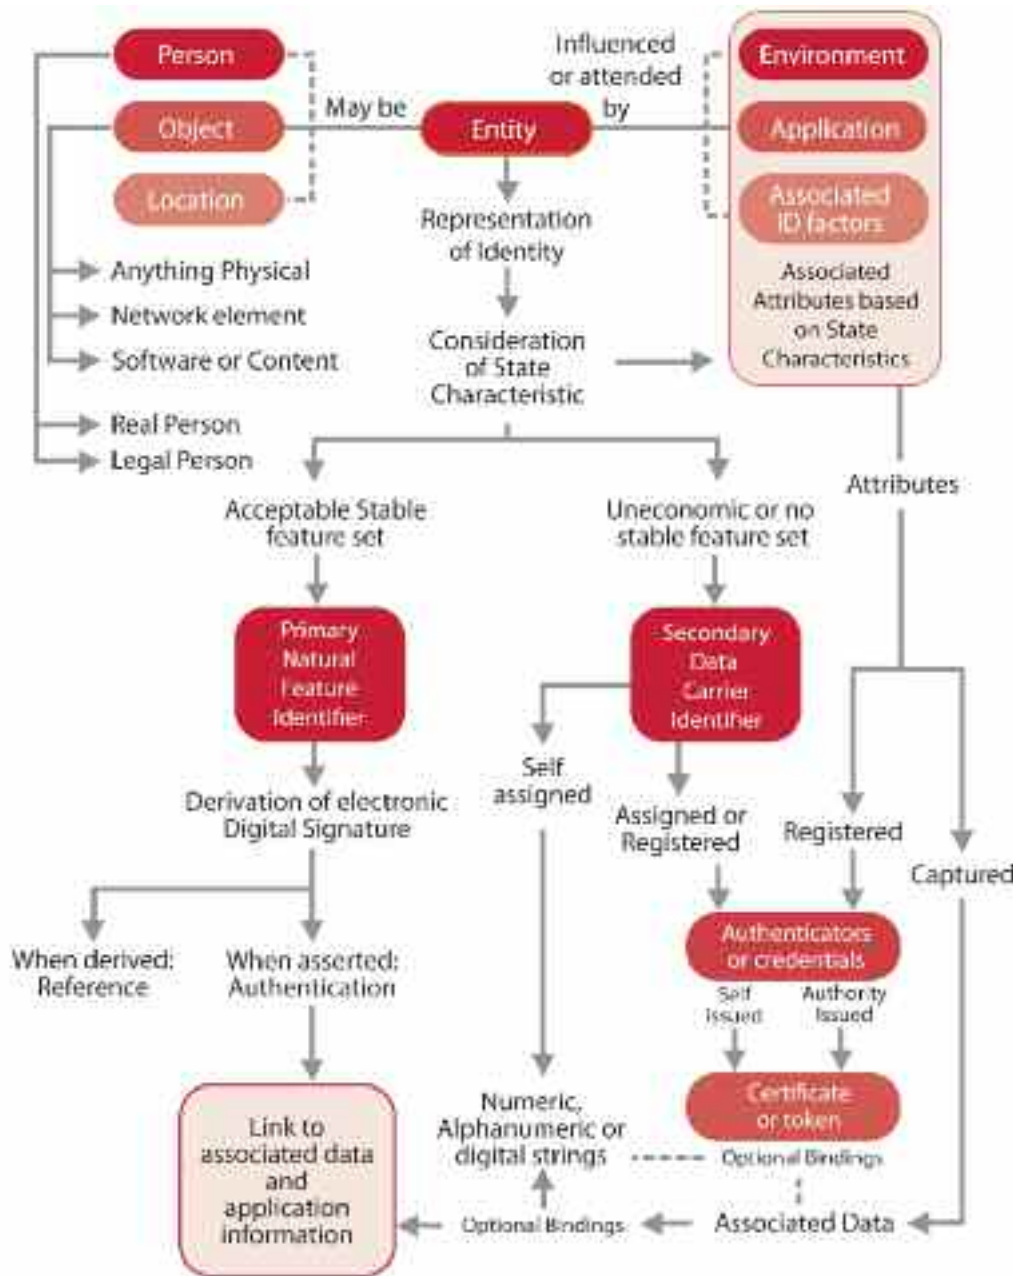 Person
Object
Location
May be
Entity
Influenced
or attended
by
Environment
Application
Associated
ID factors
Associated
Attributes based
on State
Characteristics
Anything Physical
Network element
Software or Content
Real Person
Legal Person
Representation
of Identity
Consideration
of State
Characteristic
Attributes
Acceptable Stable
feature set
Uneconomic or no
stable feature set
Primary
Natural
Feature
Identifier
Secondary
Data
Carrier
Identifier
Self
assigned
Derivation of electronic
Digital Signature
Assigned or
Registered
Registered
Captured
When derived:
Reference
When asserted:
Authentication
Authenticators
or credentials
Self
issued
Authority
Issued
Certificate
or token
Link to
associated data
and
application
information
Numeric,
Alphanumeric or
digital strings
Optional Bindings
Optional Bindings
Associated Data